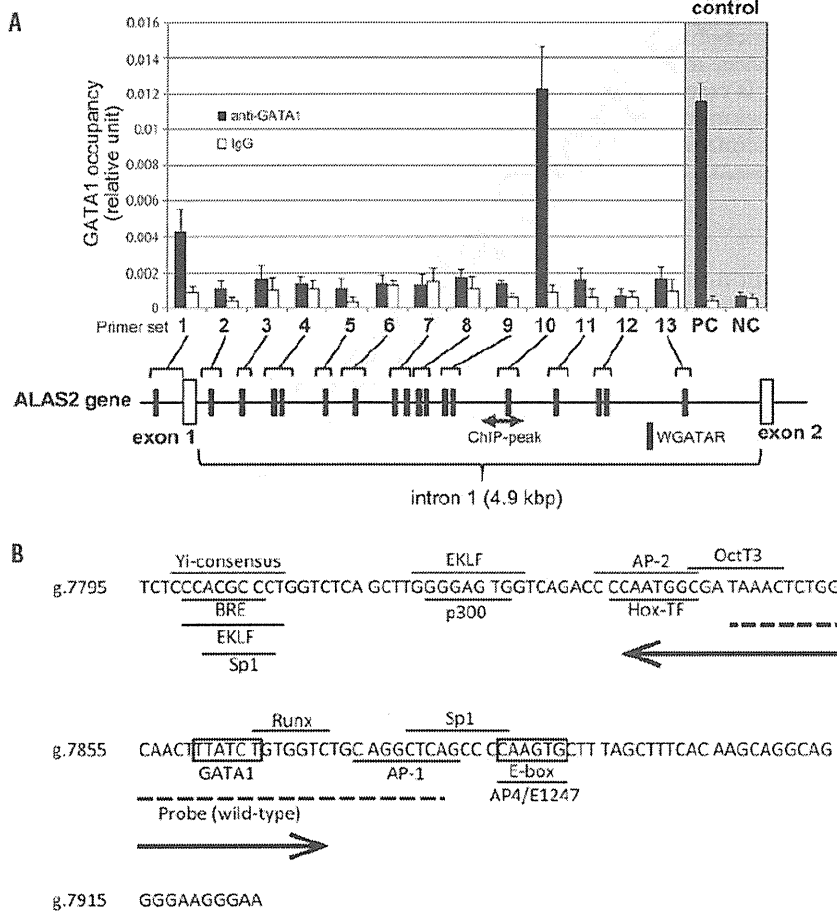 A
control
0.016
0.014
0.012
0.01
0.008
0.006
0.004
0.002
0
GATA1 occupancy
(relative unit)
anti-GATA1
IgG
Primer set 1 2 3 4 5 6 7 8 9 10 11 12 13 PC NC
ALAS2 gene
exon 1
ChIP-peak
WGATAR
exon 2
intron 1 (4.9 kbp)
B
Yi-consensus EKLF AP-2 OctT3
g.7795 TCTCCCACGCC CCTGGTCTCA GCTTGGGGAG TGGTCAGACC CCAATGGCGA TAAACTCTGG
BRE p300 Hox-TF
EKLF
Sp1
Runx Sp1
g.7855 CAACTTTATC TGTGGTCTGC AGGCTCAGCC CCAAGTGCTT TAGCTTTCAC AAGCAGGCAG
GATA1 AP-1 E-box
AP4/E1247
Probe (wild-type)
g.7915 GGGAAGGGAA